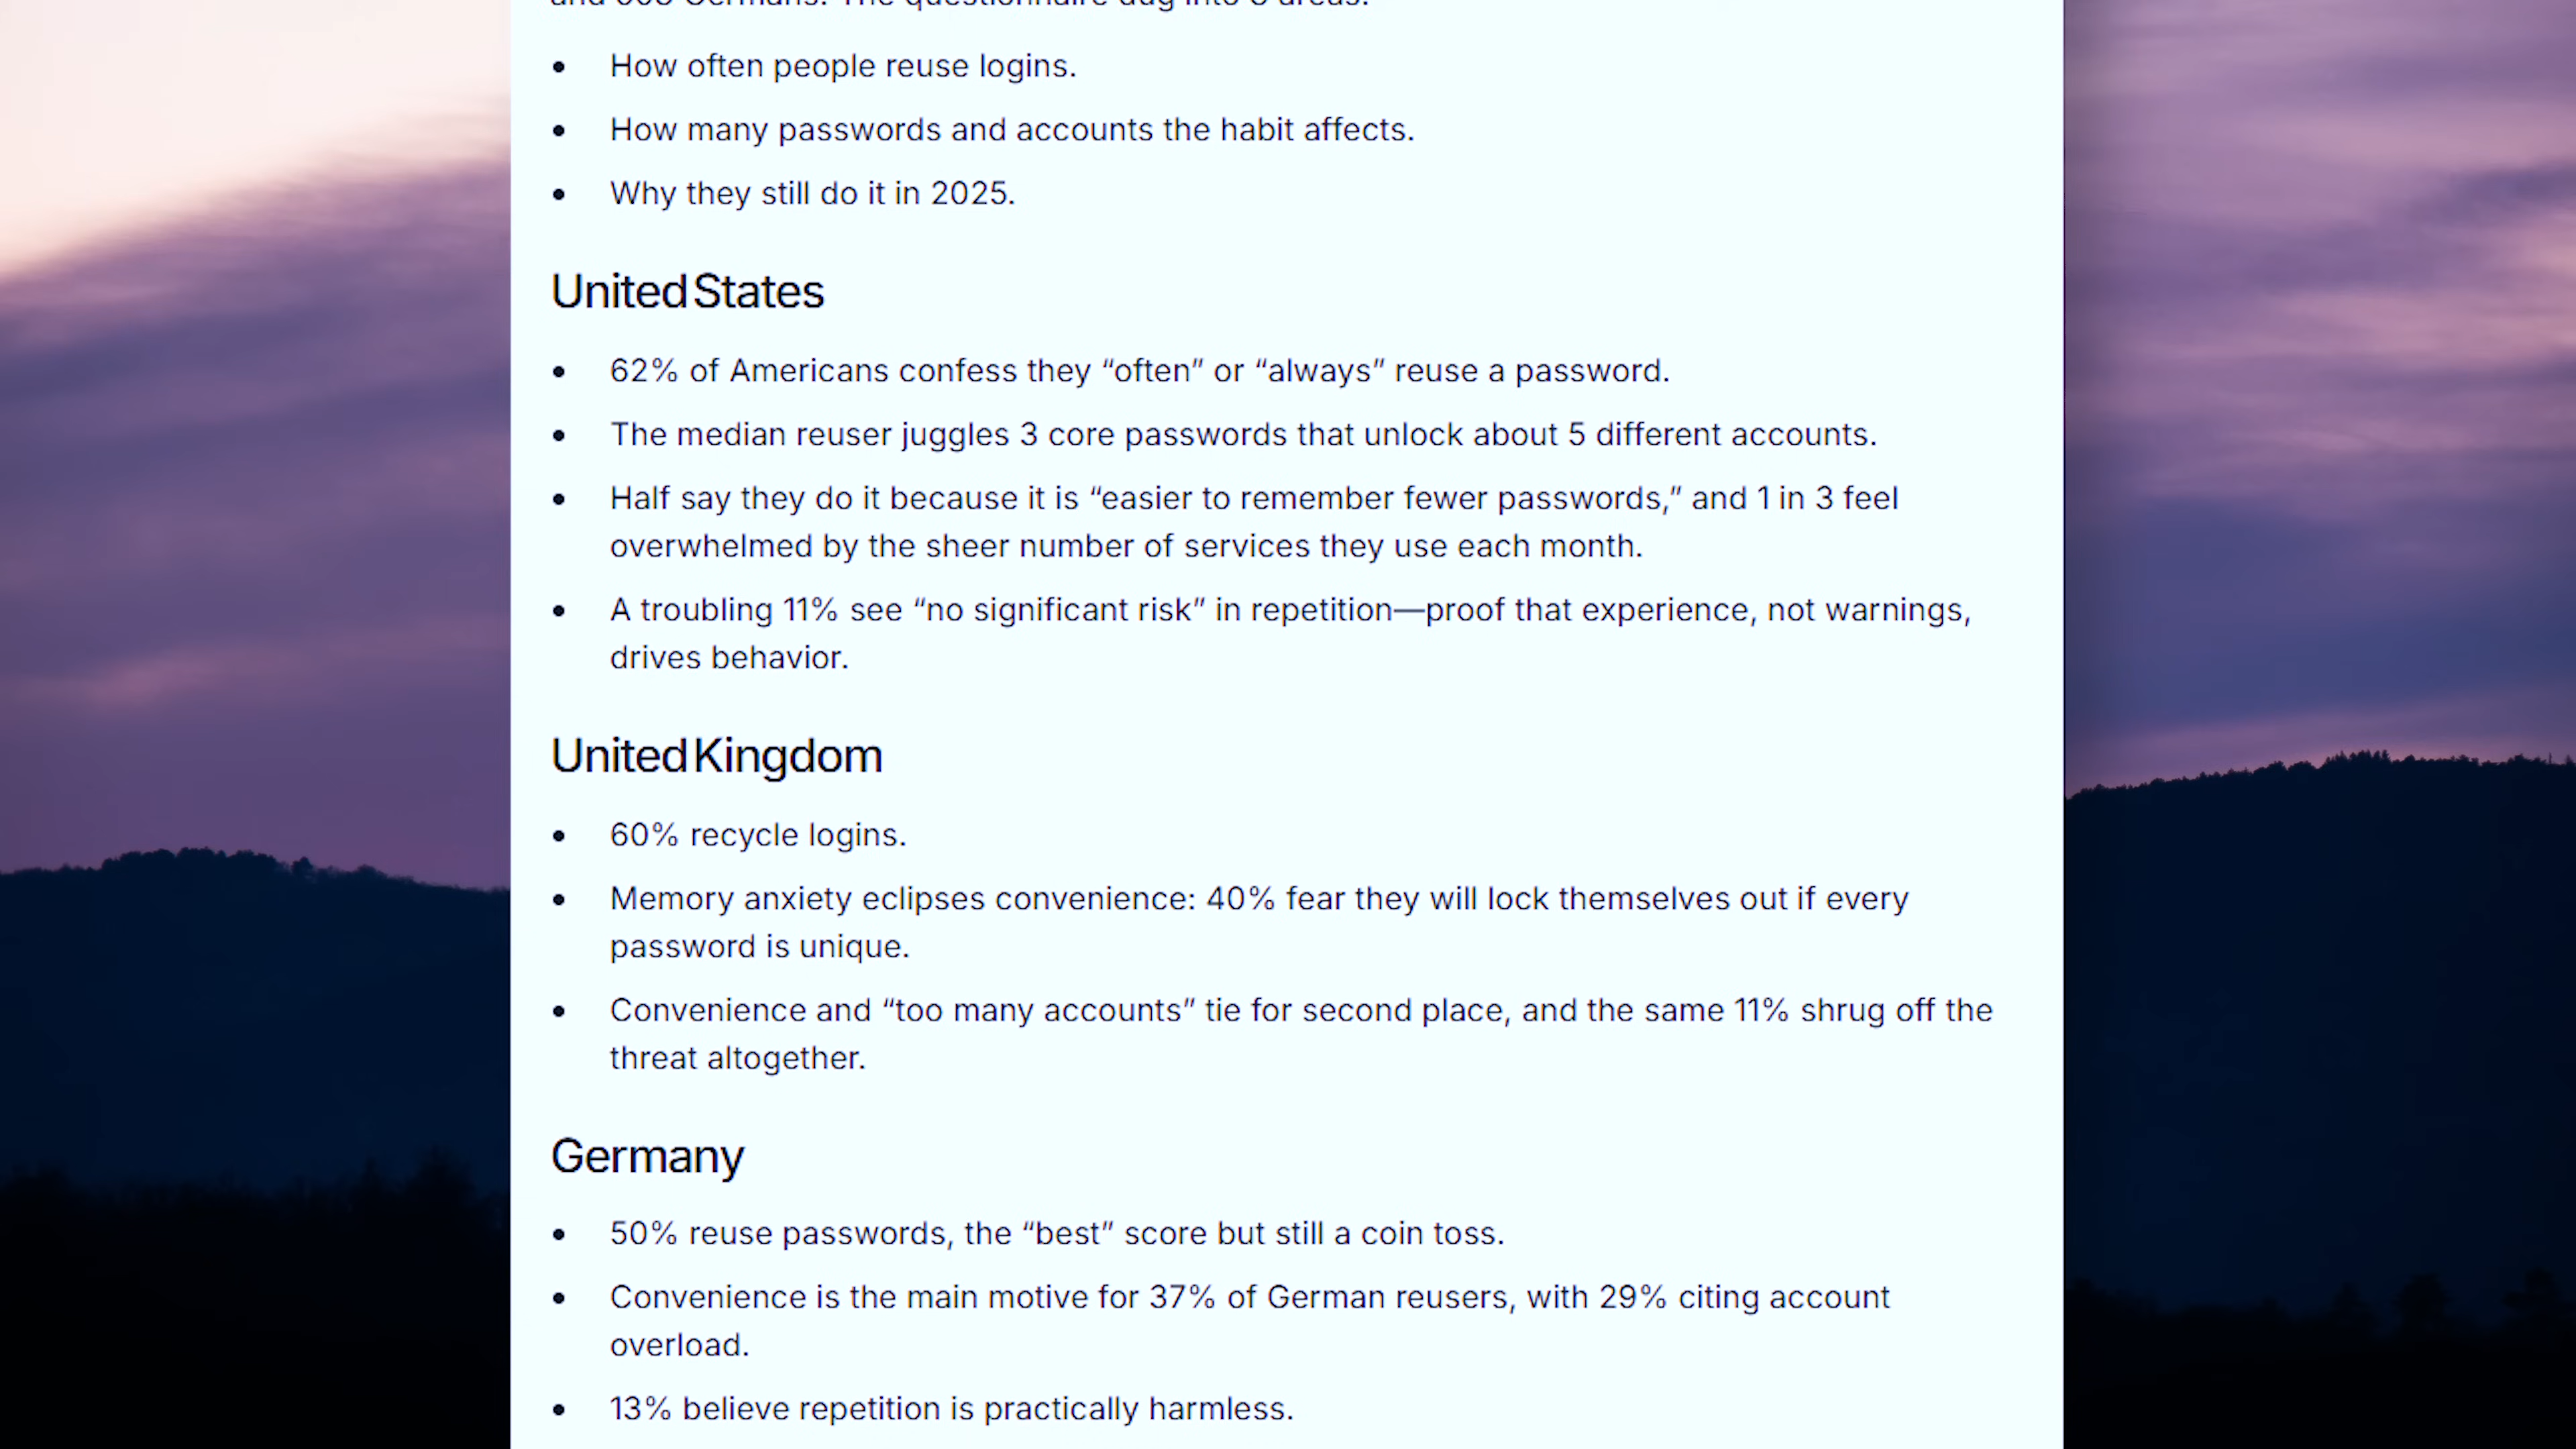 How often people reuse logins.
How many passwords and accounts the habit affects.
Why they still do it in 2025.
United States
62% of Americans confess they “often” or “always” reuse a password.
The median reuser juggles 3 core passwords that unlock about 5 different accounts.
Half say they do it because it is “easier to remember fewer passwords,” and 1 in 3 feel
overwhelmed by the sheer number of services they use each month.
A troubling 11% see “no significant risk” in repetition—proof that experience, not warnings,
drives behavior.
United Kingdom
60% recycle logins.
Memory anxiety eclipses convenience: 40% fear they will lock themselves out if every
password is unique.
Convenience and “too many accounts” tie for second place, and the same 11% shrug off the
threat altogether.
Germany
50% reuse passwords, the “best” score but still a coin toss.
Convenience is the main motive for 37% of German reusers, with 29% citing account
overload.
13% believe repetition is practically harmless.